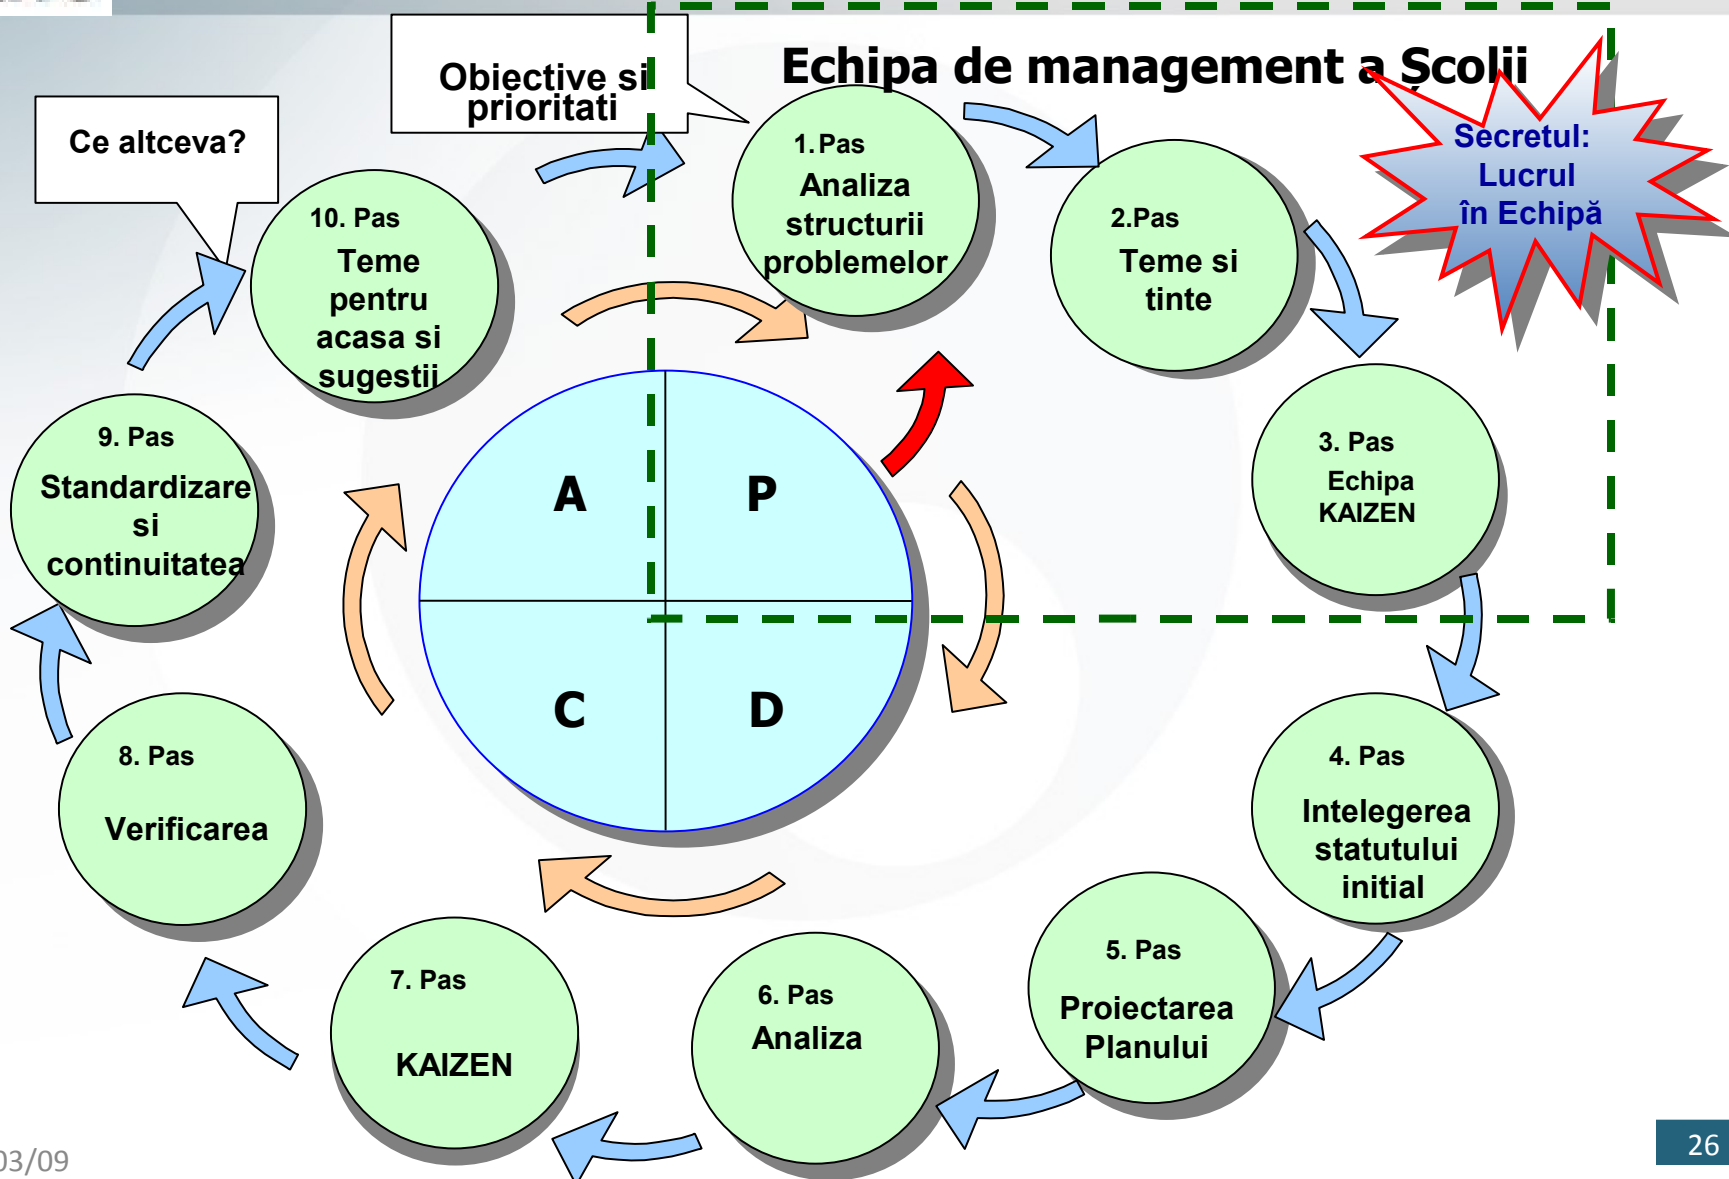 Echipa de management a Școlii
Obiective si
prioritati
Ce altceva?
Secretul:
Lucrul
în Echipă
1. Pas
Analiza
structurii
problemelor
2.Pas
Teme si
tinte
3. Pas
Echipa
KAIZEN
4. Pas
Intelegerea
statutului
initial
5. Pas
Proiectarea
Planului
6. Pas
Analiza
7. Pas
KAIZEN
8. Pas
Verificarea
9. Pas
Standardizare
si
continuitatea
10. Pas
Teme
pentru
acasa si
sugestii
A P
C D
03/09
26